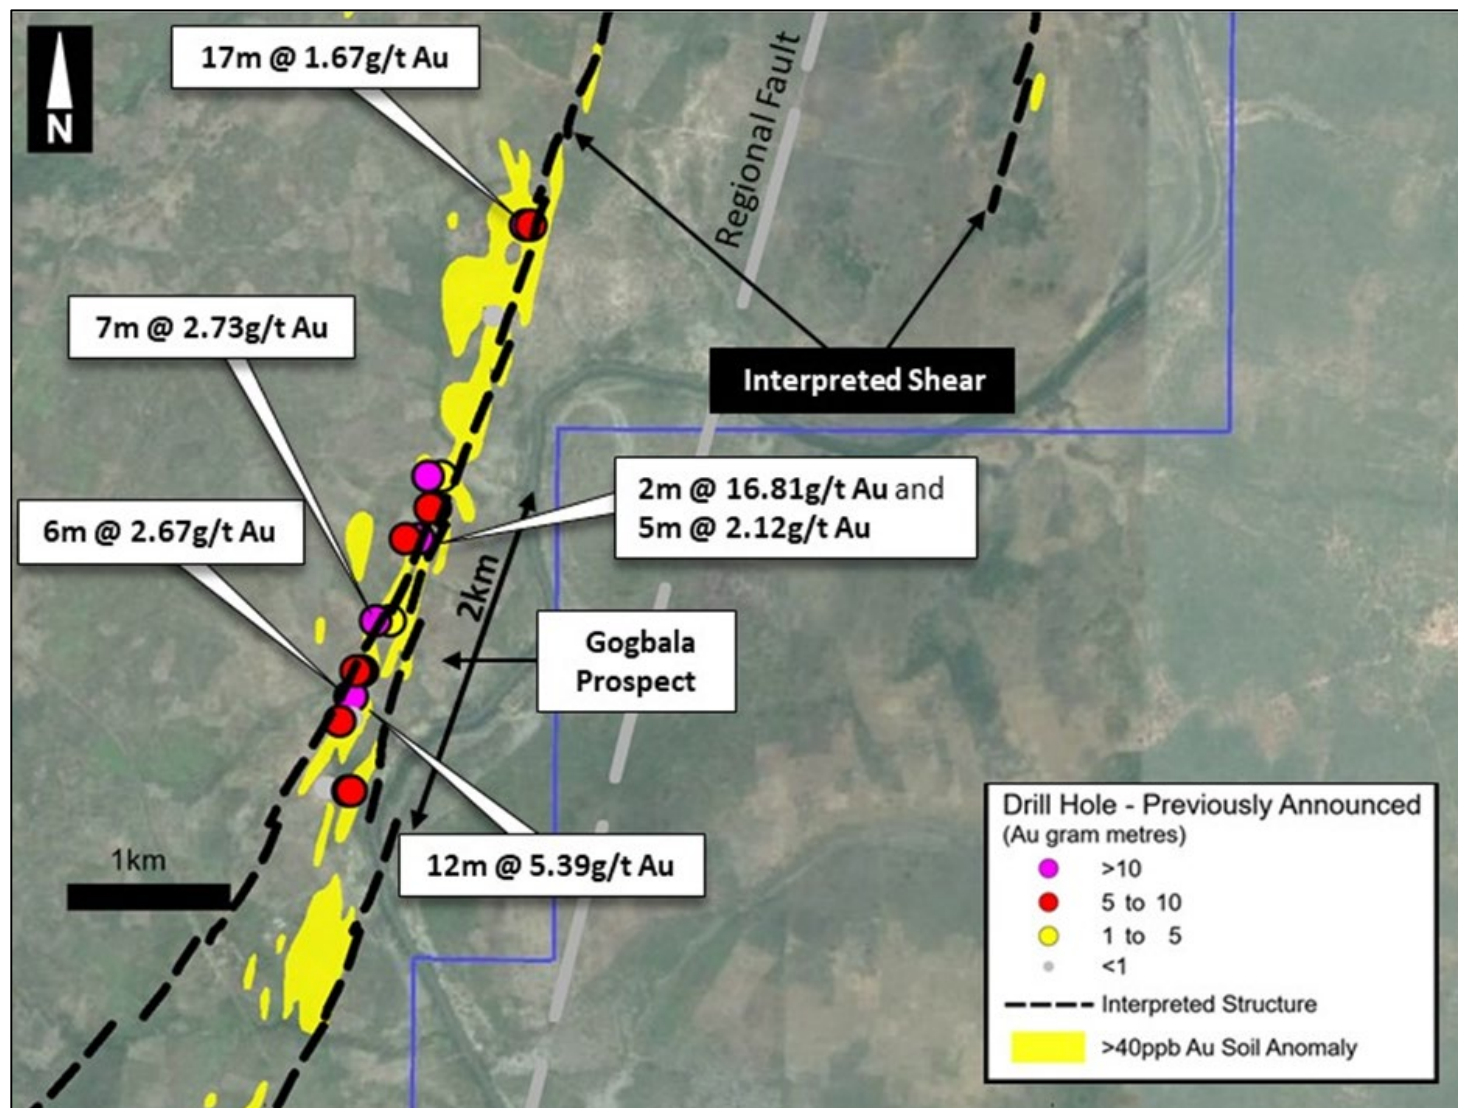 N
17m @ 1.67g/t Au
Regional Fault
7m @ 2.73g/t Au
Interpreted Shear
2m @ 16.81g/t Au and
5m @ 2.12g/t Au
6m @ 2.67g/t Au
2km
Gogbala
Prospect
12m @ 5.39g/t Au
1km
Drill Hole - Previously Announced
(Au gram metres)
>10
5 to 10
1 to 5
<1
Interpreted Structure
>40ppb Au Soil Anomaly